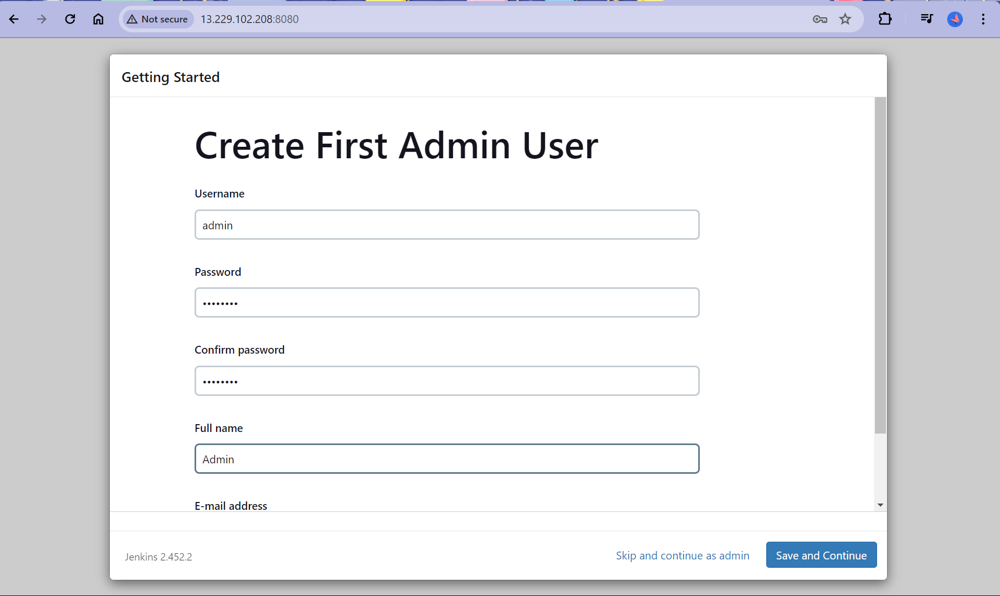 Not secure 13.229.102.208:8080
Getting Started
Create First Admin User
Username
admin
Password
••••••••
Confirm password
••••••••
Full name
Admin
E-mail address
Jenkins 2.452.2
Skip and continue as admin
Save and Continue